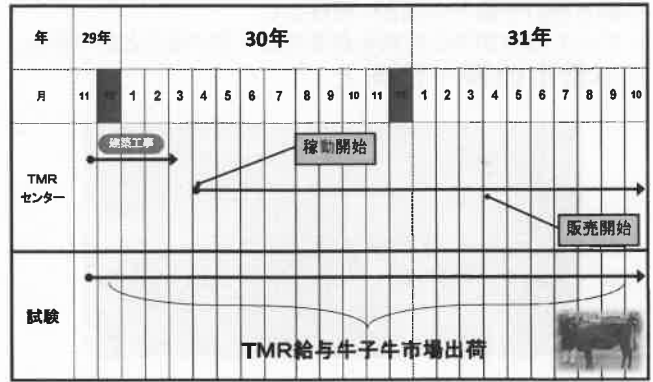 年 29年 30年 31年
月 11 12 1 2 3 4 5 6 7 8 9 10 11 12 1 2 3 4 5 6 7 8 9 10
建築工事
稼動開始
TMR
センター
販売開始
試験
TMR給与牛子牛市場出荷